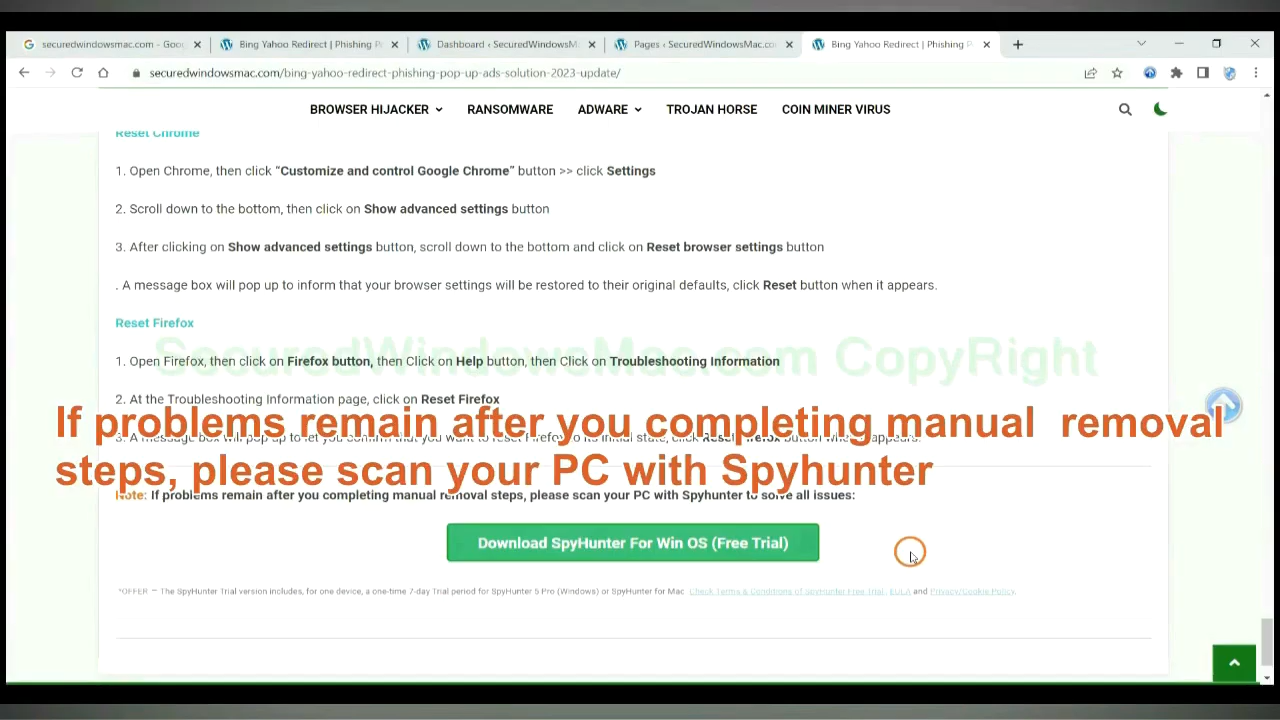 securedwindowsmac.com - Goog
Bing Yahoo Redirect | Phishing P
Dashboard ‹ SecuredWindowsM
Pages ‹ SecuredWindowsMac.co
Bing Yahoo Redirect | Phishing P
securedwindowsmac.com/bing-yahoo-redirect-phishing-pop-up-ads-solution-2023-update/
BROWSER HIJACKER RANSOMWARE ADWARE TROJAN HORSE COIN MINER VIRUS
Reset Chrome
1. Open Chrome, then click “Customize and control Google Chrome” button >> click Settings
2. Scroll down to the bottom, then click on Show advanced settings button
3. After clicking on Show advanced settings button, scroll down to the bottom and click on Reset browser settings button
. A message box will pop up to inform that your browser settings will be restored to their original defaults, click Reset button when it appears.
Reset Firefox
SecuredWindowsMac.com CopyRight
1. Open Firefox, then click on Firefox button, then Click on Help button, then Click on Troubleshooting Information
2. At the Troubleshooting Information page, click on Reset Firefox
If problems remain after you completing manual removal
3. A message box will pop up to let you confirm that you want to reset Firefox to its initial state, click Reset Firefox button when it appears.
steps, please scan your PC with Spyhunter
Note: If problems remain after you completing manual removal steps, please scan your PC with Spyhunter to solve all issues:
Download SpyHunter For Win OS (Free Trial)
*OFFER – The SpyHunter Trial version includes, for one device, a one-time 7-day Trial period for SpyHunter 5 Pro (Windows) or SpyHunter for Mac Check Terms & Conditions of SpyHunter Free Trial, EULA and Privacy/Cookie Policy.